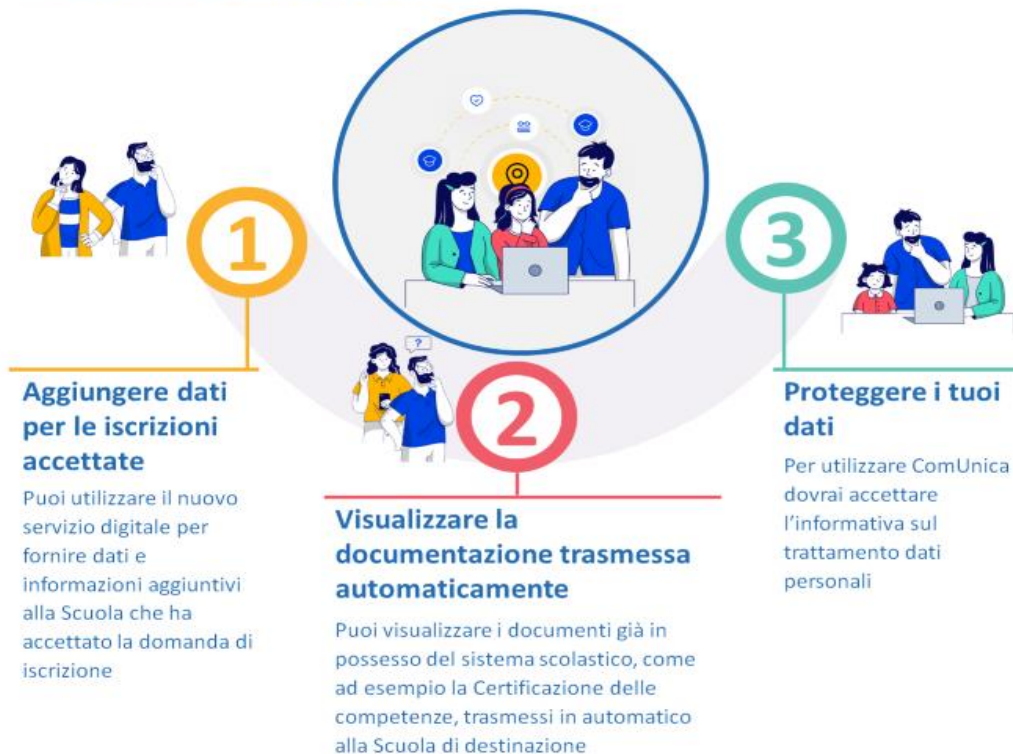 1
Aggiungere dati
per le iscrizioni
accettate
Puoi utilizzare il nuovo
servizio digitale per
fornire dati e
informazioni aggiuntivi
alla Scuola che ha
accettato la domanda di
iscrizione
?
2
Visualizzare la
documentazione trasmessa
automaticamente
Puoi visualizzare i documenti già in
possesso del sistema scolastico, come
ad esempio la Certificazione delle
competenze, trasmessi in automatico
alla Scuola di destinazione
3
Proteggere i tuoi
dati
Per utilizzare ComUnica
dovrai accettare
l'informativa sul
trattamento dati
personali